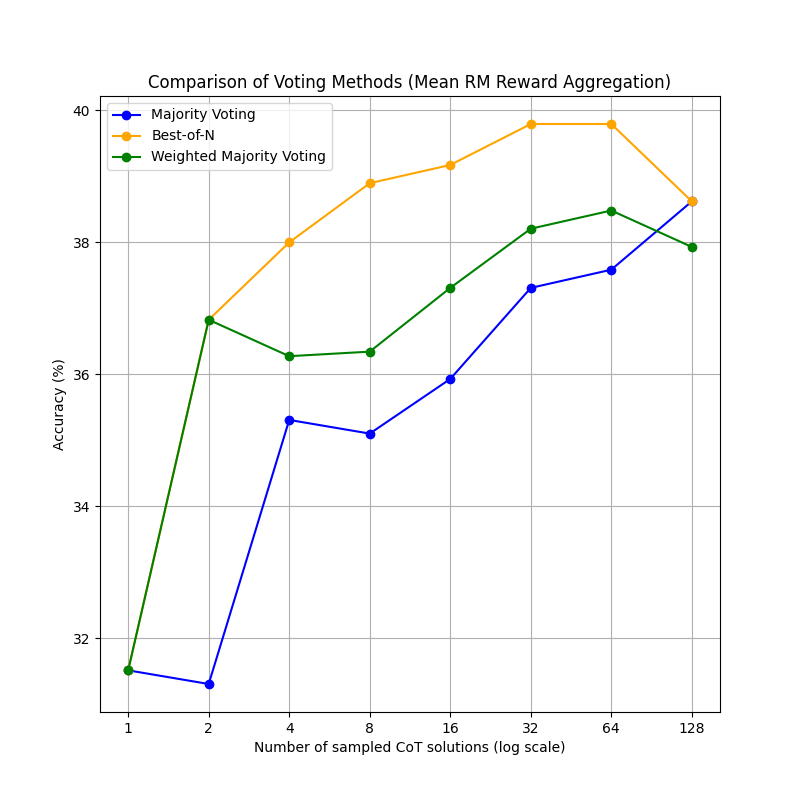 Comparison of Voting Methods (Mean RM Reward Aggregation)
Majority Voting
Best-of-N
Weighted Majority Voting
40
38
36
34
32
Accuracy (%)
1 2 4 8 16 32 64 128
Number of sampled CoT solutions (log scale)